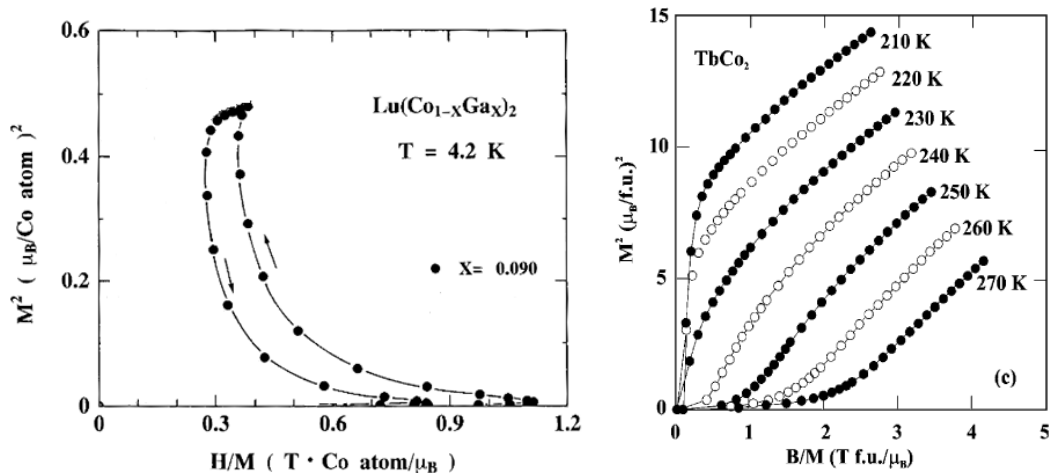 0.6
0.4
0.2
0
M² ( μB/Co atom )²
Lu(Co1-XGaX)2
T = 4.2 K
X= 0.090
0 0.3 0.6 0.9 1.2
H/M ( T · Co atom/μB )
15
10
5
0
M² (μB/f.u.)²
TbCo2
210 K
220 K
230 K
240 K
250 K
260 K
270 K
(c)
0 1 2 3 4 5
B/M (T f.u./μB)